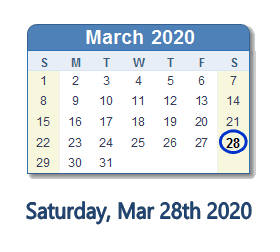 March 2020
S M T W T F S
1 2 3 4 5 6 7
8 9 10 11 12 13 14
15 16 17 18 19 20 21
22 23 24 25 26 27 28
29 30 31
Saturday, Mar 28th 2020